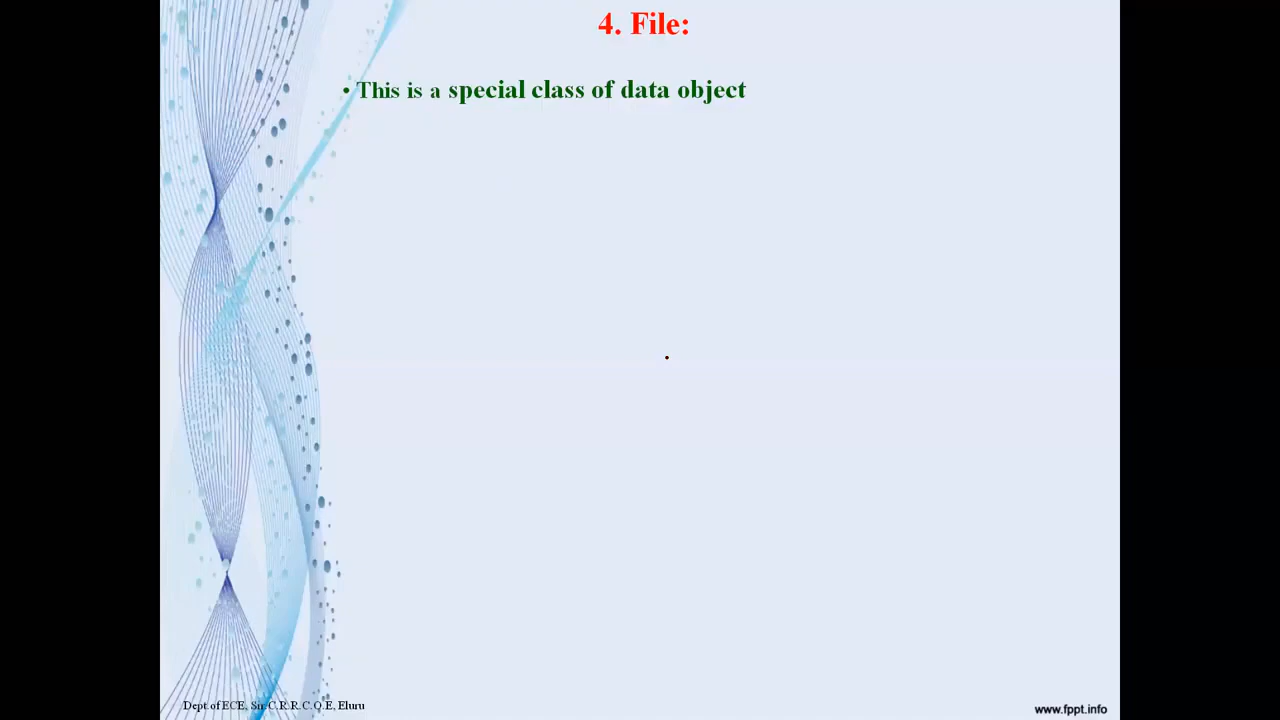 4. File:
• This is a special class of data object
Dept.of ECE, Sir.C.R.R.C.O.E, Eluru
www.fppt.info